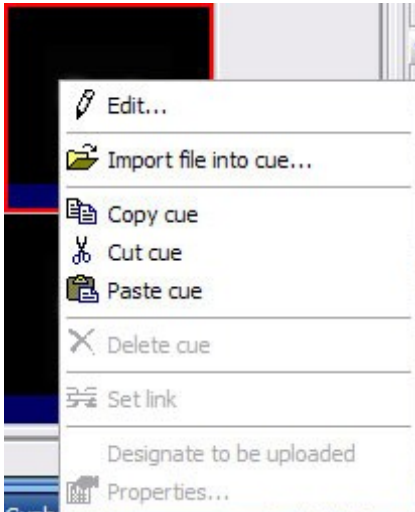 Edit...
Import file into cue...
Copy cue
Cut cue
Paste cue
Delete cue
Set link
Designate to be uploaded
Properties...